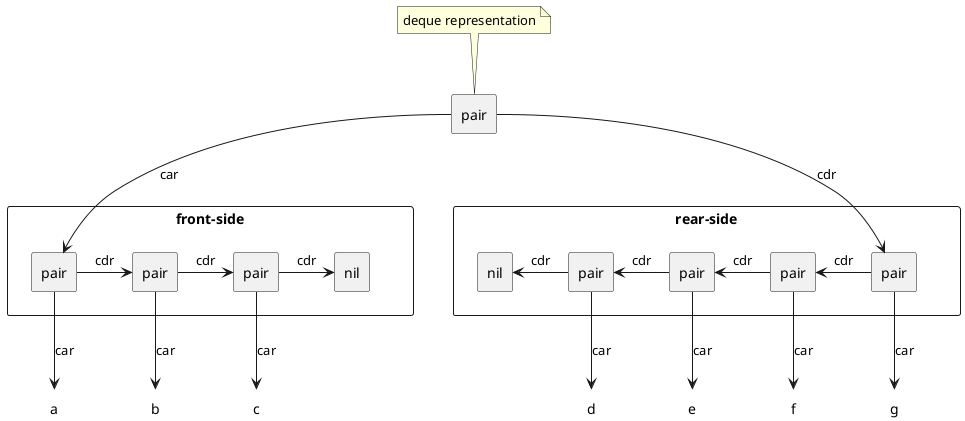 deque representation
pair
car
cdr
front-side
rear-side
pair cdr pair cdr pair cdr nil
nil cdr pair cdr pair cdr pair cdr pair
car car car
car car car car
a b c
d e f g